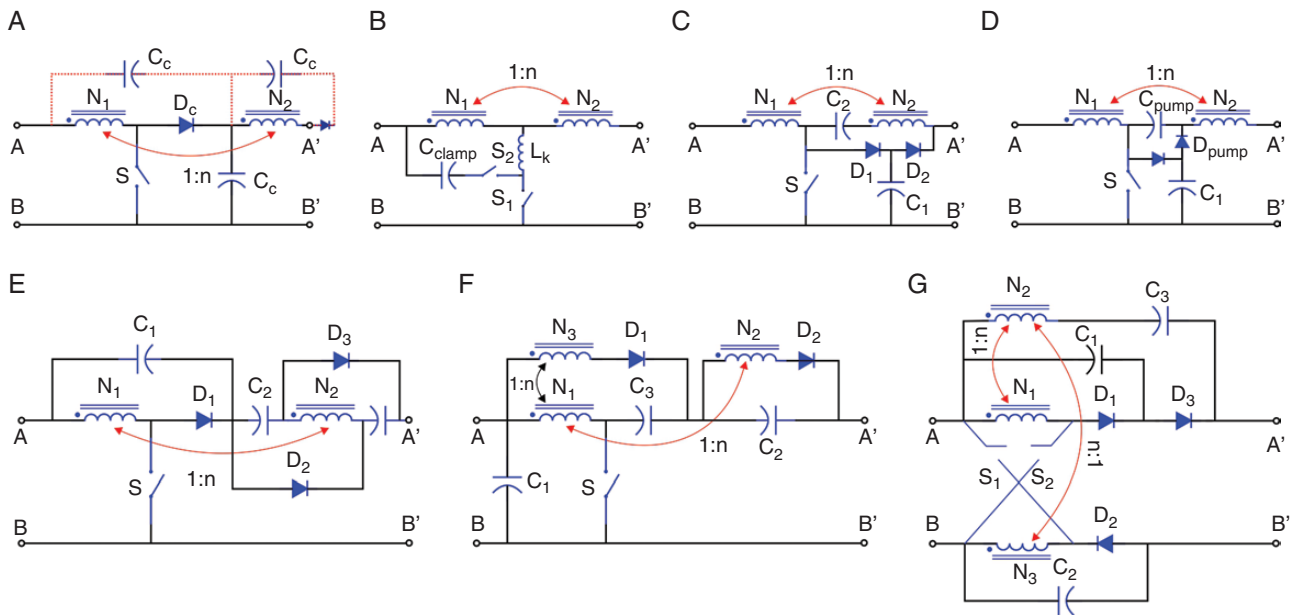 A
C_c
C_c
N_1
D_c
N_2
A
A'
S
1:n
C_c
B
B'
B
1:n
N_1
N_2
A
A'
C_clamp
S_2
L_k
S_1
B
B'
C
1:n
N_1
C_2
N_2
A
A'
S
D_1
D_2
C_1
B
B'
D
1:n
N_1
C_pump
N_2
A
A'
D_pump
S
C_1
B
B'
E
C_1
D_3
N_1
D_1
C_2
N_2
A
A'
1:n
D_2
S
B
B'
F
N_3
D_1
N_2
D_2
1:n
N_1
C_3
A
A'
1:n
C_2
C_1
S
B
B'
G
N_2
C_3
1:n
C_1
N_1
D_1
D_3
A
A'
n:1
S_1
S_2
B
D_2
B'
N_3
C_2